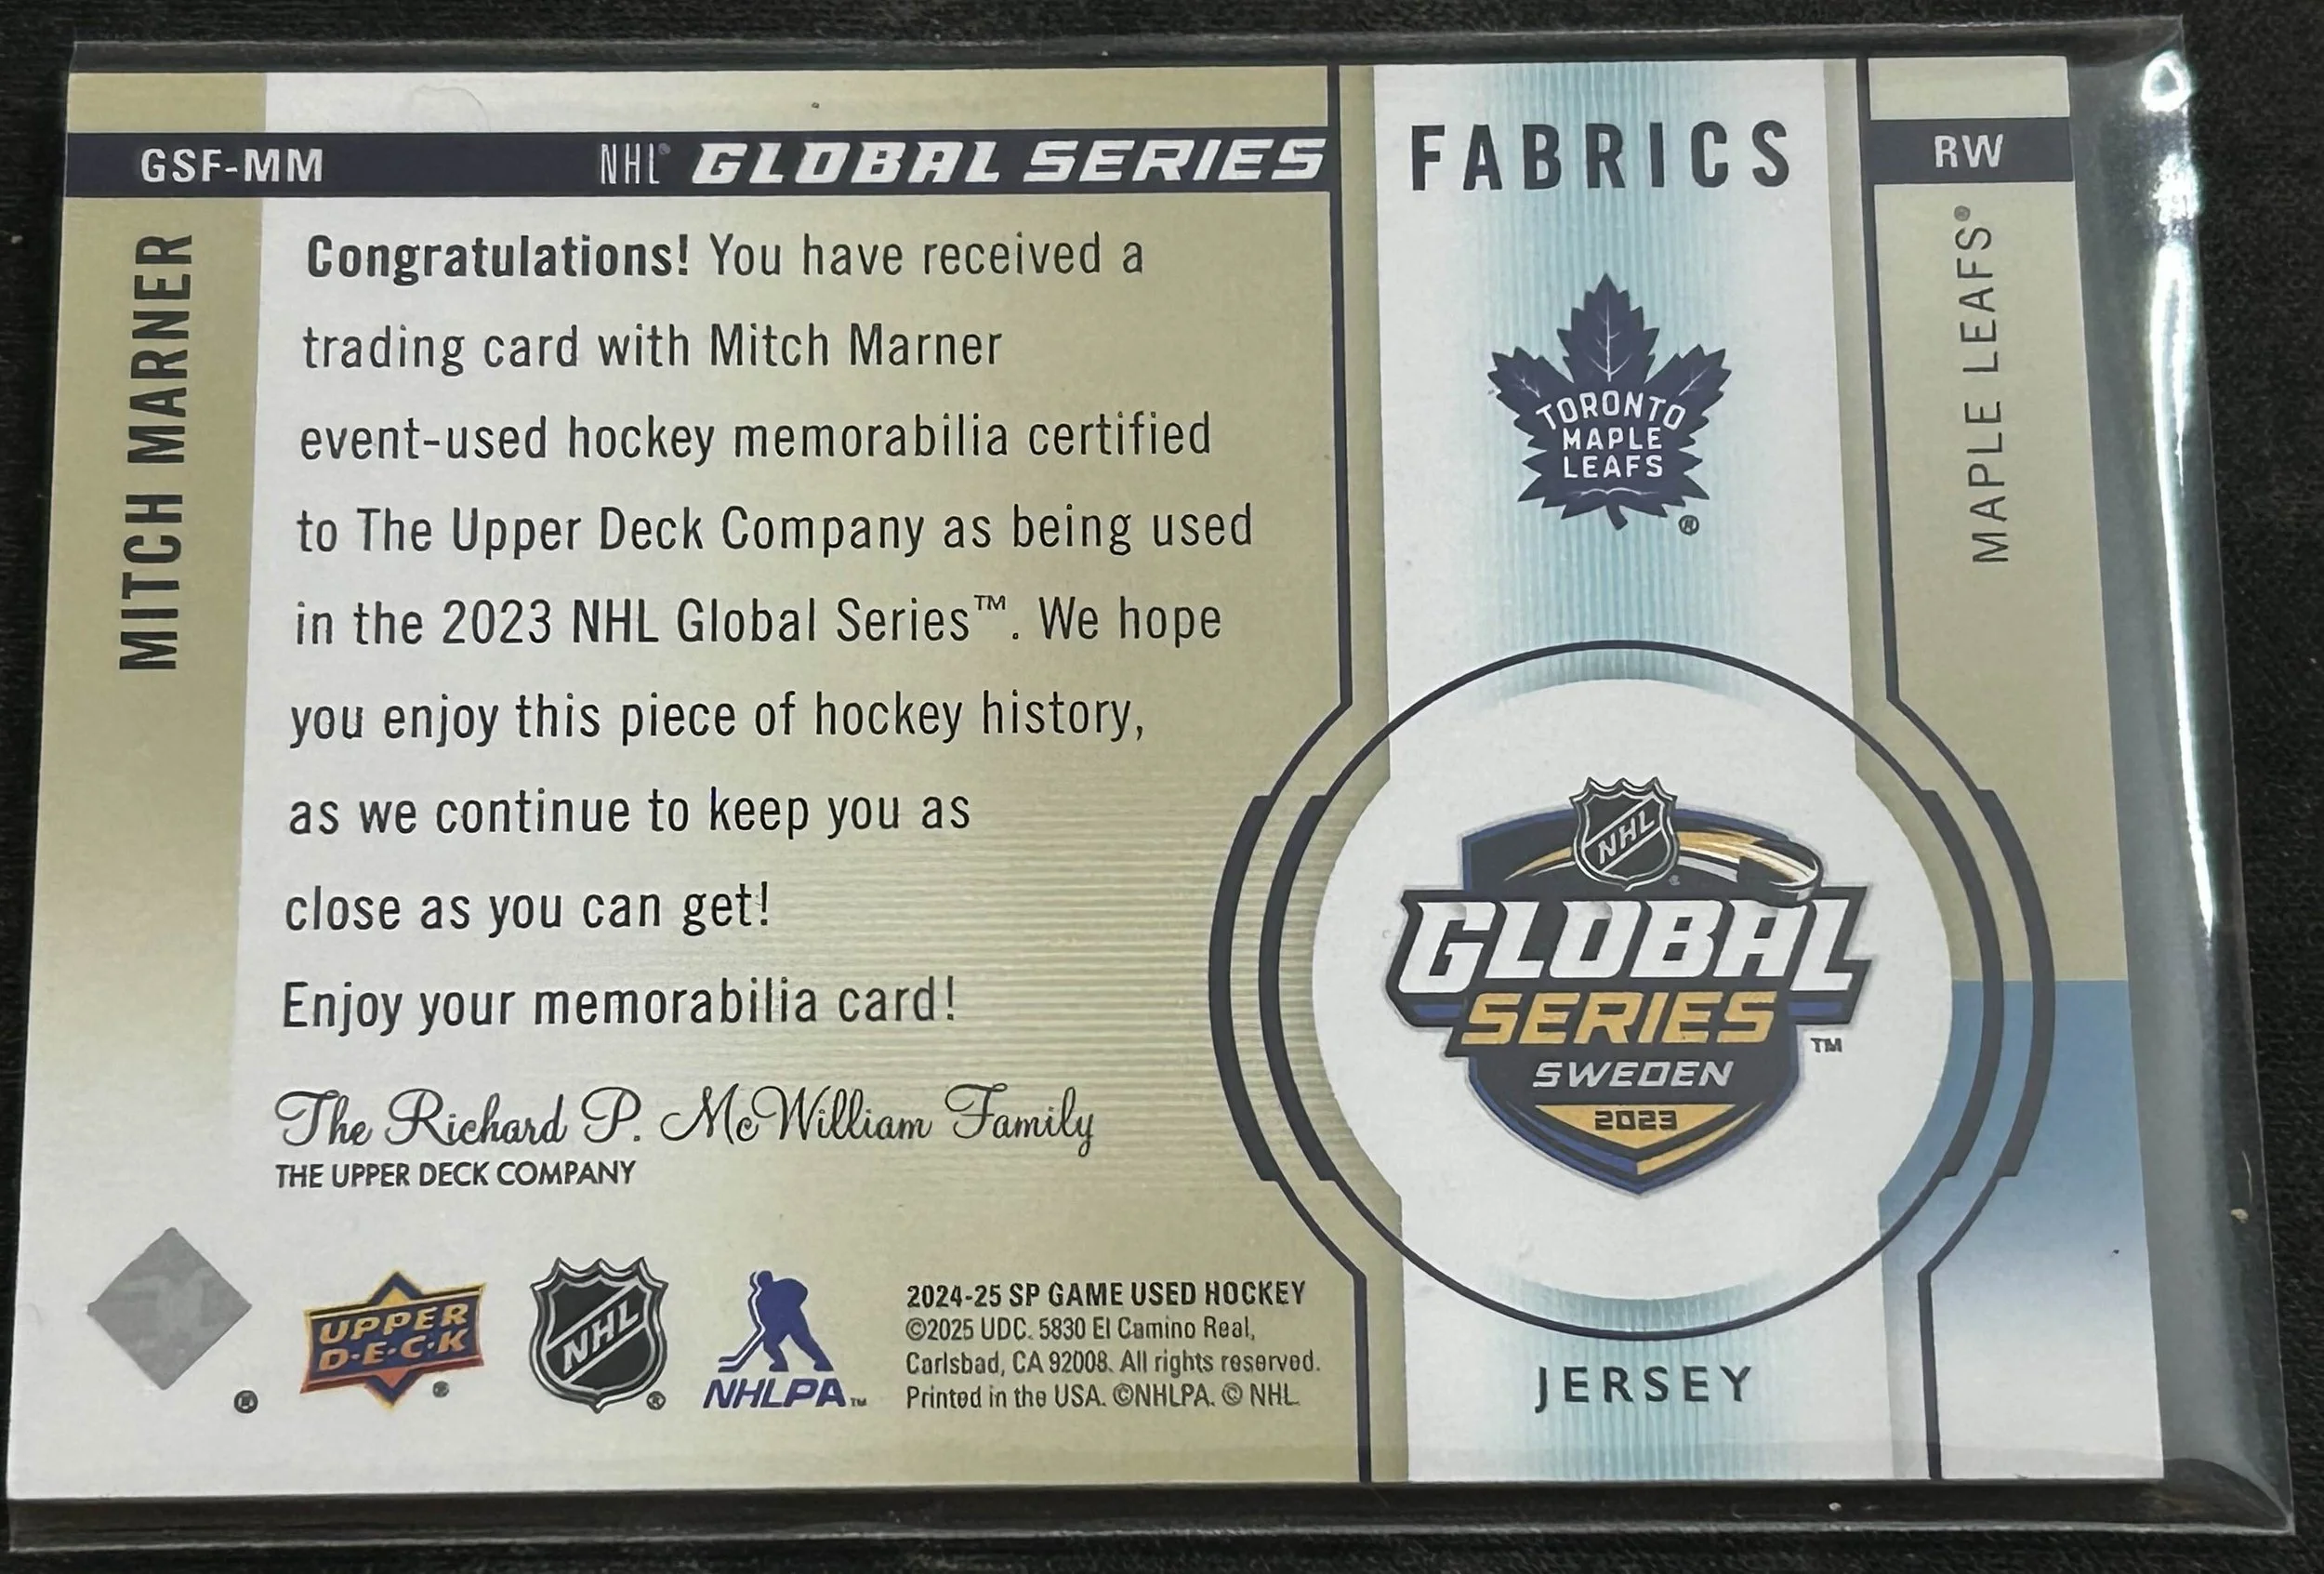 GSF-MM
NHL® GLOBAL SERIES
FABRICS
RW
MITCH MARNER
Congratulations! You have received a
trading card with Mitch Marner
event-used hockey memorabilia certified
to The Upper Deck Company as being used
in the 2023 NHL Global Series™. We hope
you enjoy this piece of hockey history,
as we continue to keep you as
close as you can get!
Enjoy your memorabilia card!
The Richard P. McWilliam Family
THE UPPER DECK COMPANY
TORONTO
MAPLE
LEAFS
®
MAPLE LEAFS®
NHL
GLOBAL
SERIES ™
SWEDEN
2023
JERSEY
®
UPPER
D·E·C·K
®
NHL
®
NHLPA™
2024-25 SP GAME USED HOCKEY
©2025 UDC. 5830 El Camino Real,
Carlsbad, CA 92008. All rights reserved.
Printed in the USA. ©NHLPA. © NHL.